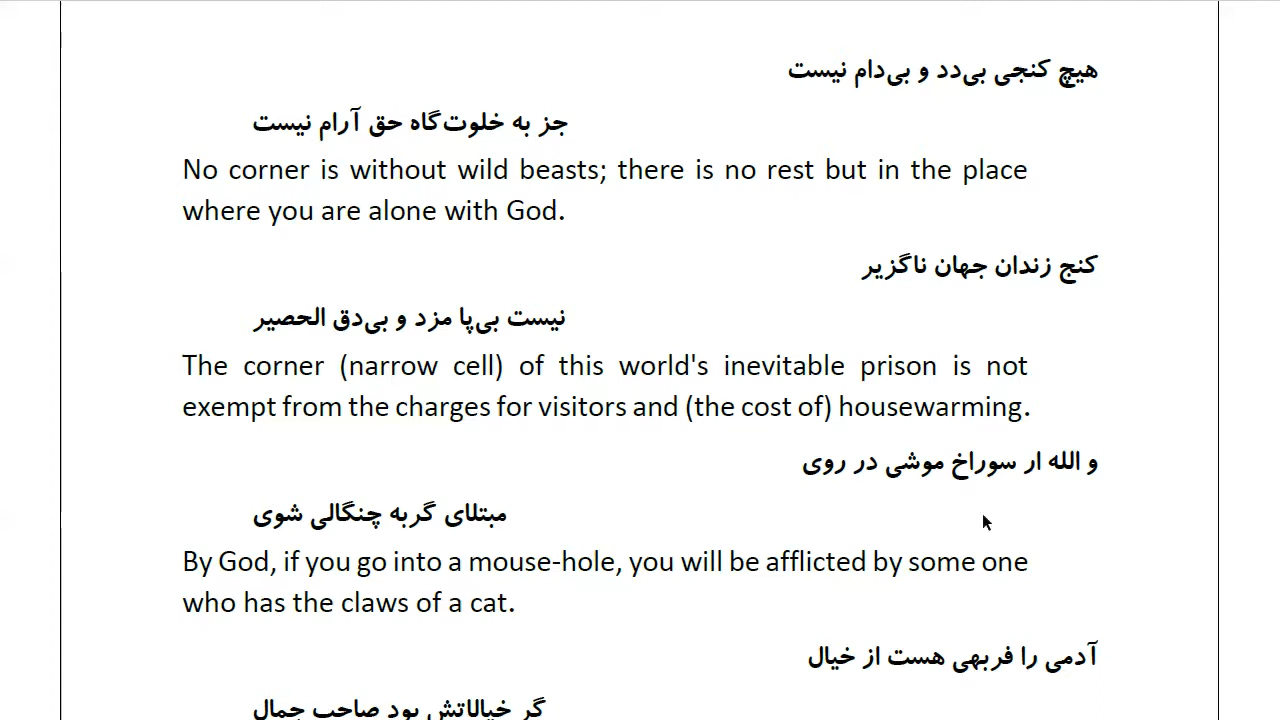 هیچ کنجی بی‌دد و بی‌دام نیست
جز به خلوت‌گاه حق آرام نیست
No corner is without wild beasts; there is no rest but in the place
where you are alone with God.
کنج زندان جهان ناگزیر
نیست بی‌پا مزد و بی‌دق الحصیر
The corner (narrow cell) of this world's inevitable prison is not
exempt from the charges for visitors and (the cost of) housewarming.
و الله ار سوراخ موشی در روی
مبتلای گربه چنگالی شوی
By God, if you go into a mouse-hole, you will be afflicted by some one
who has the claws of a cat.
آدمی را فربهی هست از خیال
گر خیالاتش بود صاحب جمال